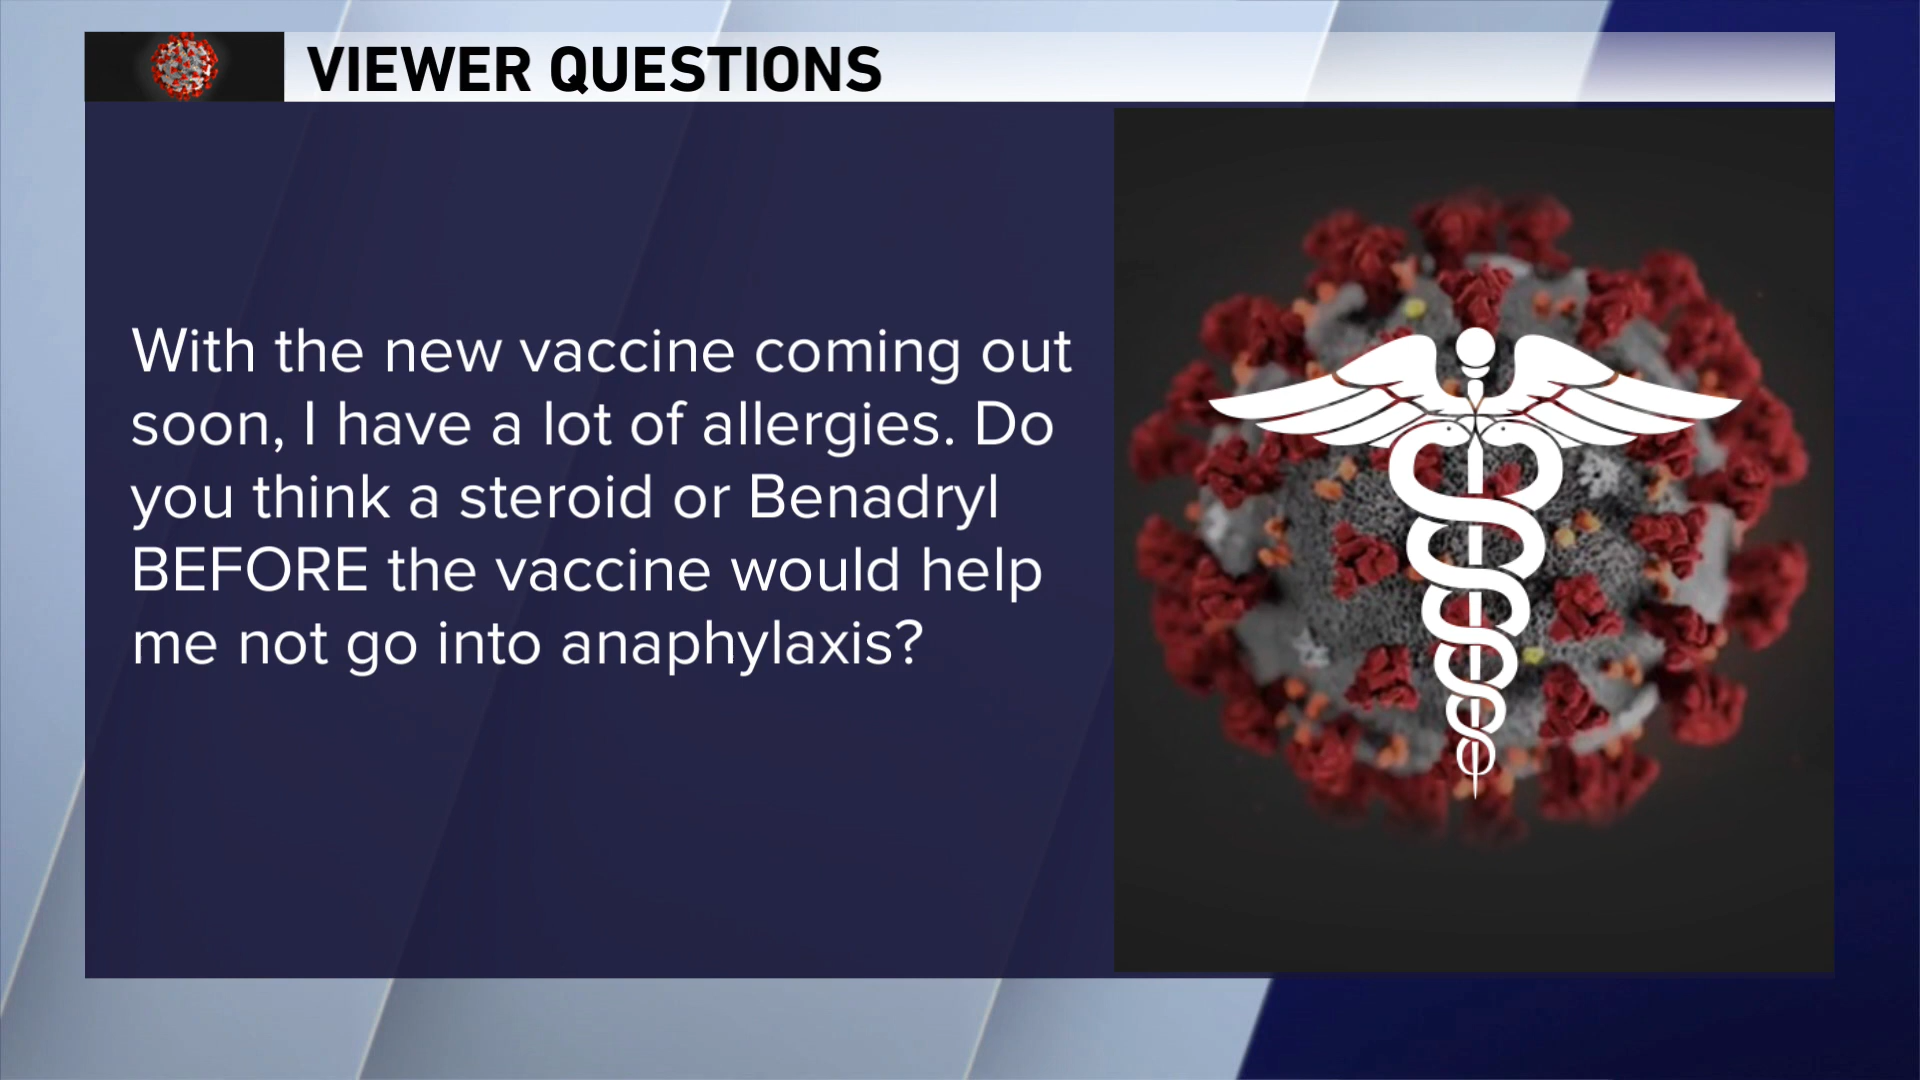 VIEWER QUESTIONS
With the new vaccine coming out
soon, I have a lot of allergies. Do
you think a steroid or Benadryl
BEFORE the vaccine would help
me not go into anaphylaxis?